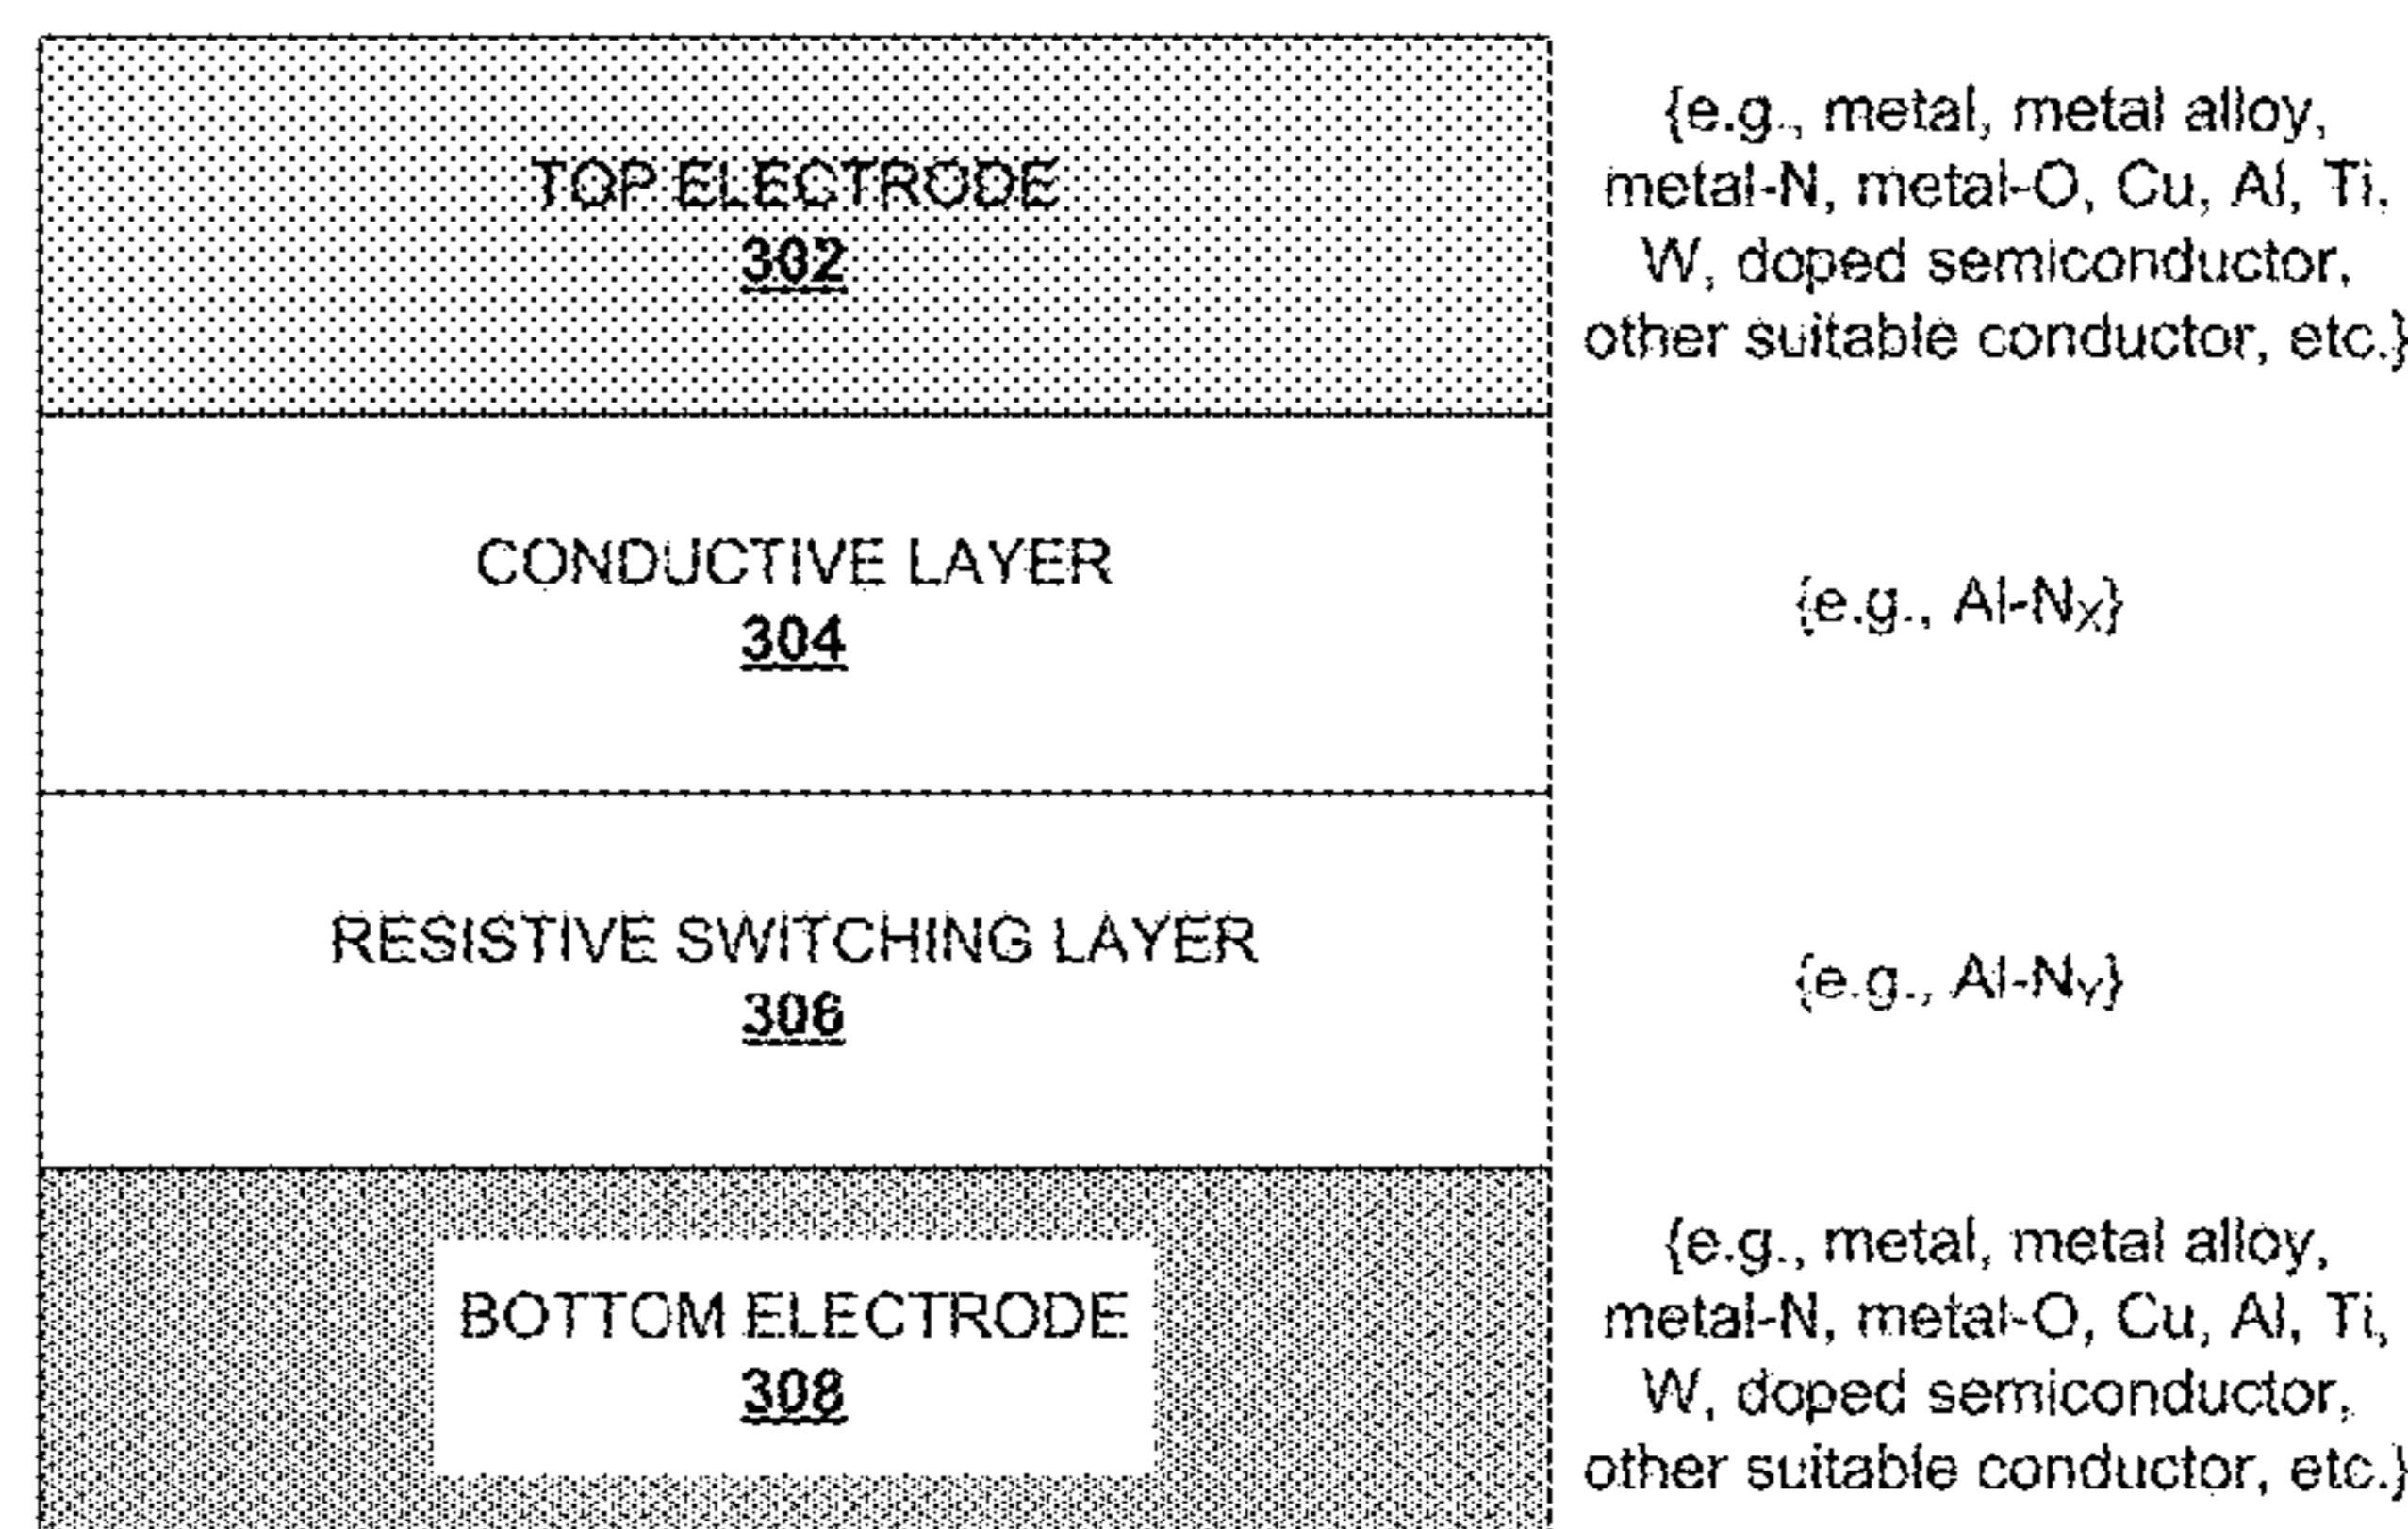 TOP ELECTRODE
302
{e.g., metal, metal alloy,
metal-N, metal-O, Cu, Al, Ti,
W, doped semiconductor,
other suitable conductor, etc.}
CONDUCTIVE LAYER
304
{e.g., Al-NX}
RESISTIVE SWITCHING LAYER
306
{e.g., Al-NY}
BOTTOM ELECTRODE
308
{e.g., metal, metal alloy,
metal-N, metal-O, Cu, Al, Ti,
W, doped semiconductor,
other suitable conductor, etc.}